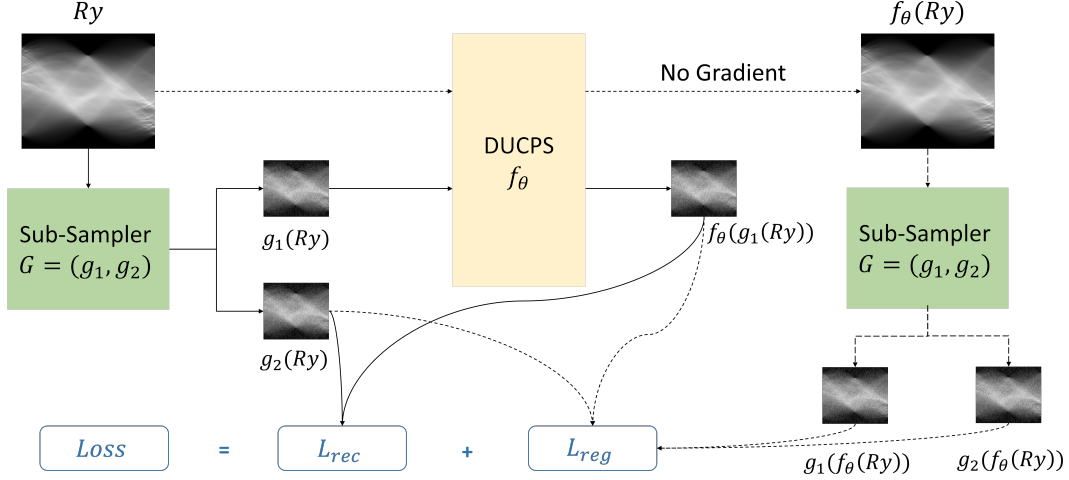 Ry
f_θ(Ry)
No Gradient
DUCPS
f_θ
Sub-Sampler
G = (g_1, g_2)
g_1(Ry)
f_θ(g_1(Ry))
Sub-Sampler
G = (g_1, g_2)
g_2(Ry)
Loss = L_rec + L_reg
g_1(f_θ(Ry))
g_2(f_θ(Ry))